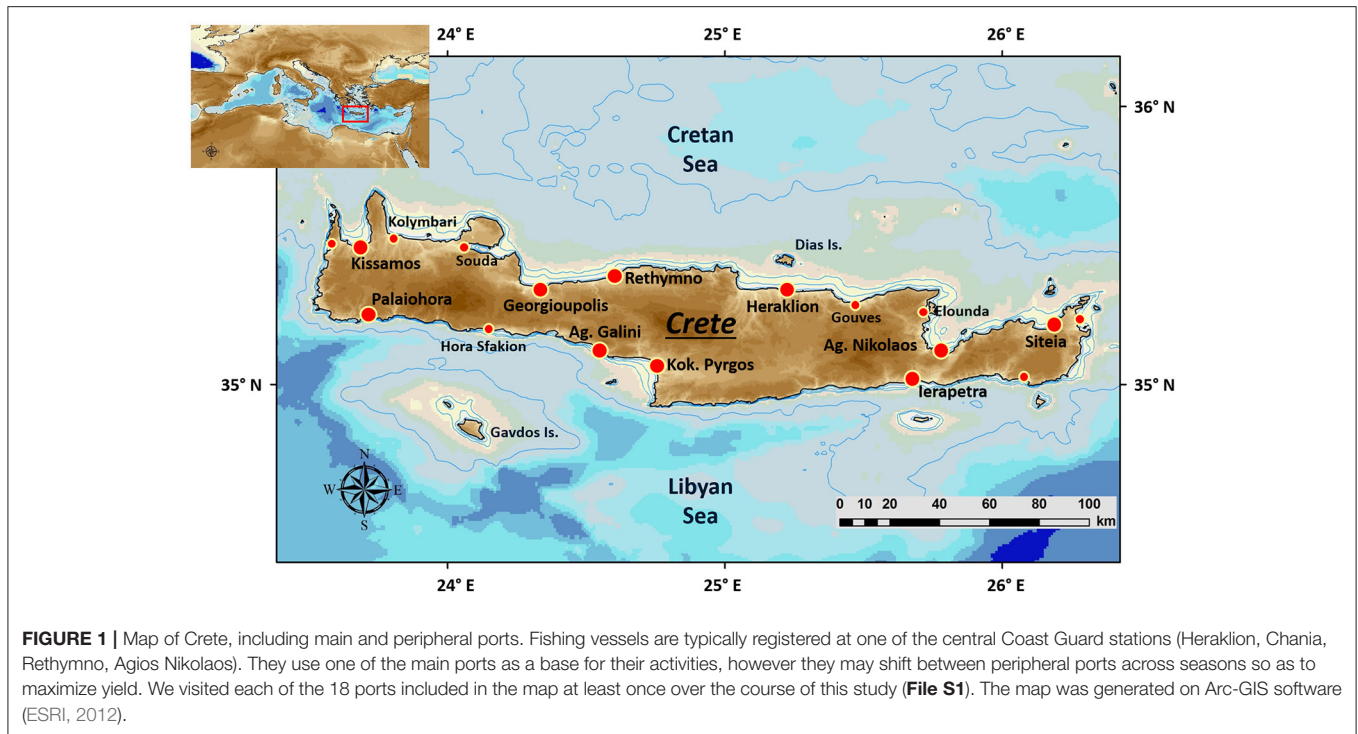 24° E 25° E 26° E
36° N
Cretan
Sea
Kolymbari
Dias Is.
Kissamos
Souda
Rethymno
Palaiohora
Georgioupolis
Heraklion
Gouves
Elounda
Crete
Ag. Galini
Ag. Nikolaos
Siteia
Hora Sfakion
Kok. Pyrgos
35° N
35° N
Ierapetra
Gavdos Is.
N
W E
S
Libyan
Sea
0 10 20 40 60 80 100
km
24° E 25° E 26° E
FIGURE 1 | Map of Crete, including main and peripheral ports. Fishing vessels are typically registered at one of the central Coast Guard stations (Heraklion, Chania,
Rethymno, Agios Nikolaos). They use one of the main ports as a base for their activities, however they may shift between peripheral ports across seasons so as to
maximize yield. We visited each of the 18 ports included in the map at least once over the course of this study (File S1). The map was generated on Arc-GIS software
(ESRI, 2012).